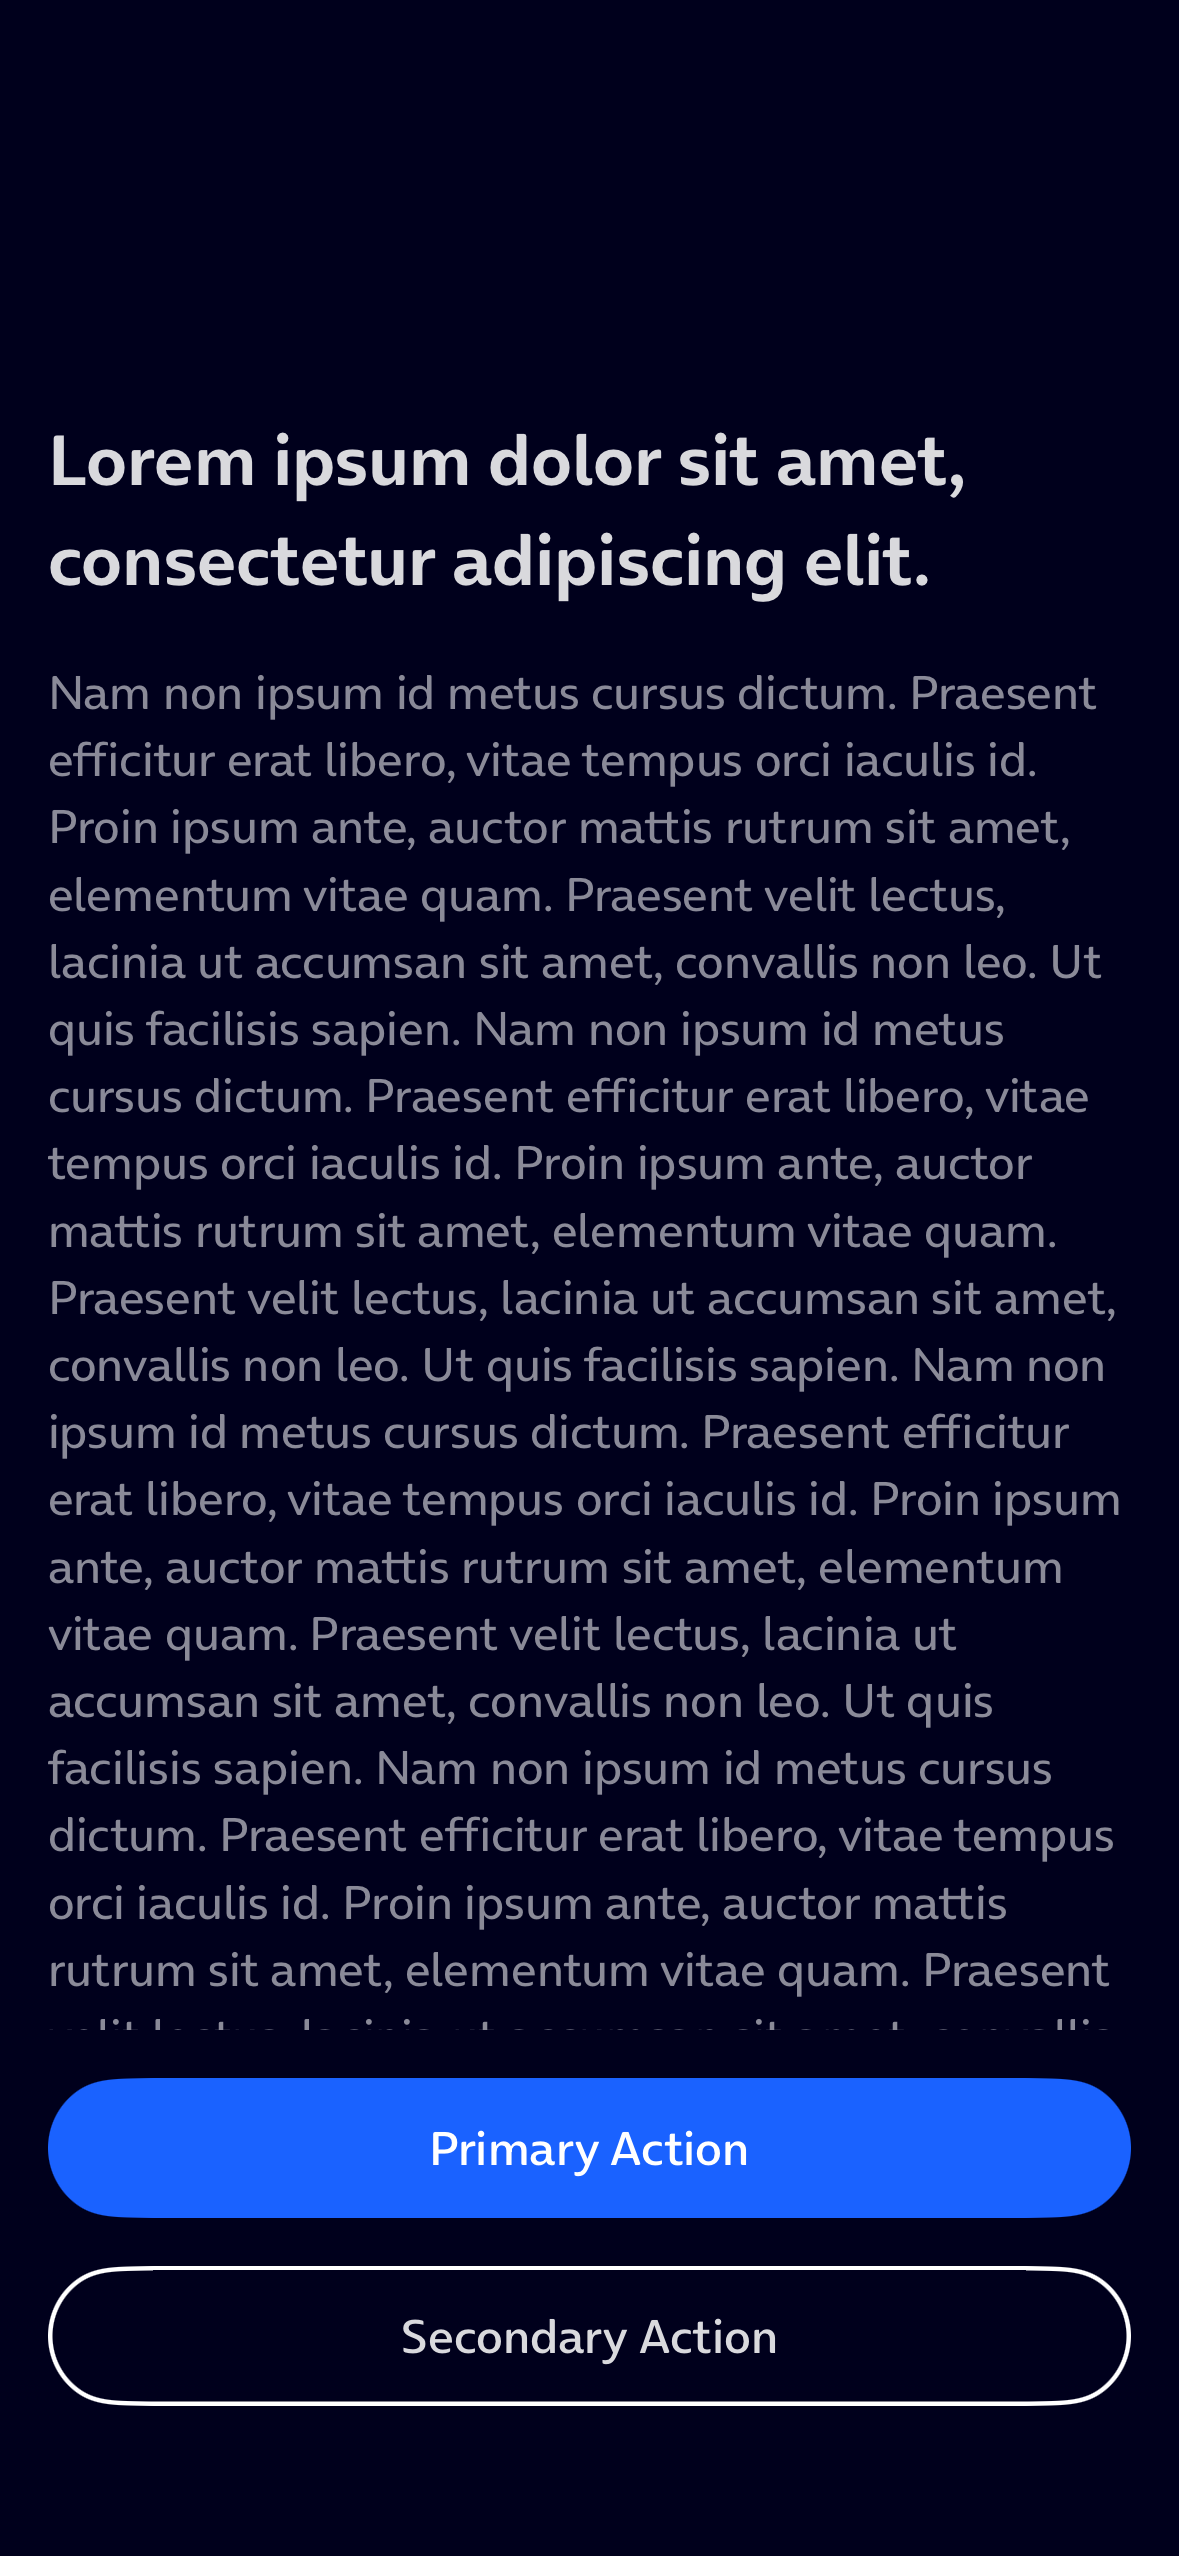 Lorem ipsum dolor sit amet,
consectetur adipiscing elit.
Nam non ipsum id metus cursus dictum. Praesent
efficitur erat libero, vitae tempus orci iaculis id.
Proin ipsum ante, auctor mattis rutrum sit amet,
elementum vitae quam. Praesent velit lectus,
lacinia ut accumsan sit amet, convallis non leo. Ut
quis facilisis sapien. Nam non ipsum id metus
cursus dictum. Praesent efficitur erat libero, vitae
tempus orci iaculis id. Proin ipsum ante, auctor
mattis rutrum sit amet, elementum vitae quam.
Praesent velit lectus, lacinia ut accumsan sit amet,
convallis non leo. Ut quis facilisis sapien. Nam non
ipsum id metus cursus dictum. Praesent efficitur
erat libero, vitae tempus orci iaculis id. Proin ipsum
ante, auctor mattis rutrum sit amet, elementum
vitae quam. Praesent velit lectus, lacinia ut
accumsan sit amet, convallis non leo. Ut quis
facilisis sapien. Nam non ipsum id metus cursus
dictum. Praesent efficitur erat libero, vitae tempus
orci iaculis id. Proin ipsum ante, auctor mattis
rutrum sit amet, elementum vitae quam. Praesent
velit lectus, lacinia ut accumsan sit amet, convallis
Primary Action
Secondary Action